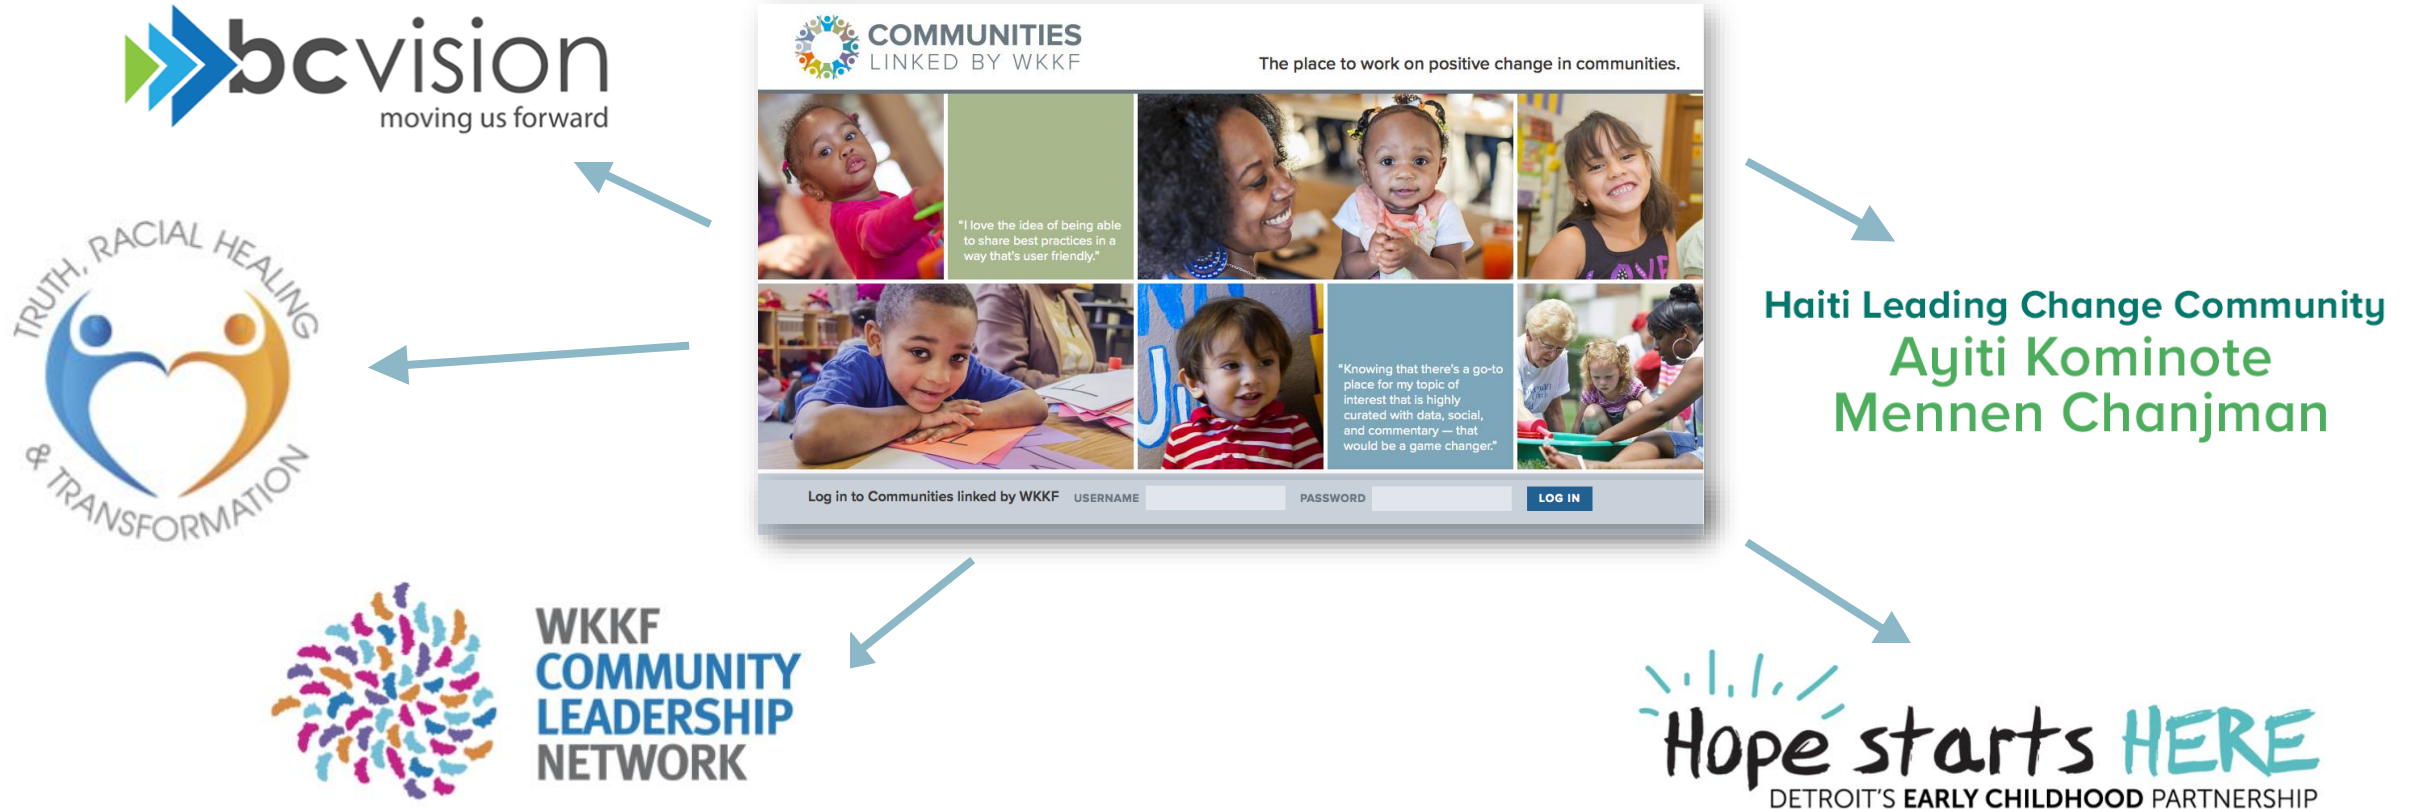 bcvision
moving us forward
COMMUNITIES
LINKED BY WKKF
The place to work on positive change in communities.
"I love the idea of being able
to share best practices in a
way that's user friendly."
"Knowing that there's a go-to
place for my topic of
interest that is highly
curated with data, social,
and commentary — that
would be a game changer."
LOVE
Log in to Communities linked by WKKF USERNAME PASSWORD LOG IN
TRUTH, RACIAL HEALING
& TRANSFORMATION
Haiti Leading Change Community
Ayiti Kominote
Mennen Chanjman
WKKF
COMMUNITY
LEADERSHIP
NETWORK
Hope starts HERE
DETROIT'S EARLY CHILDHOOD PARTNERSHIP